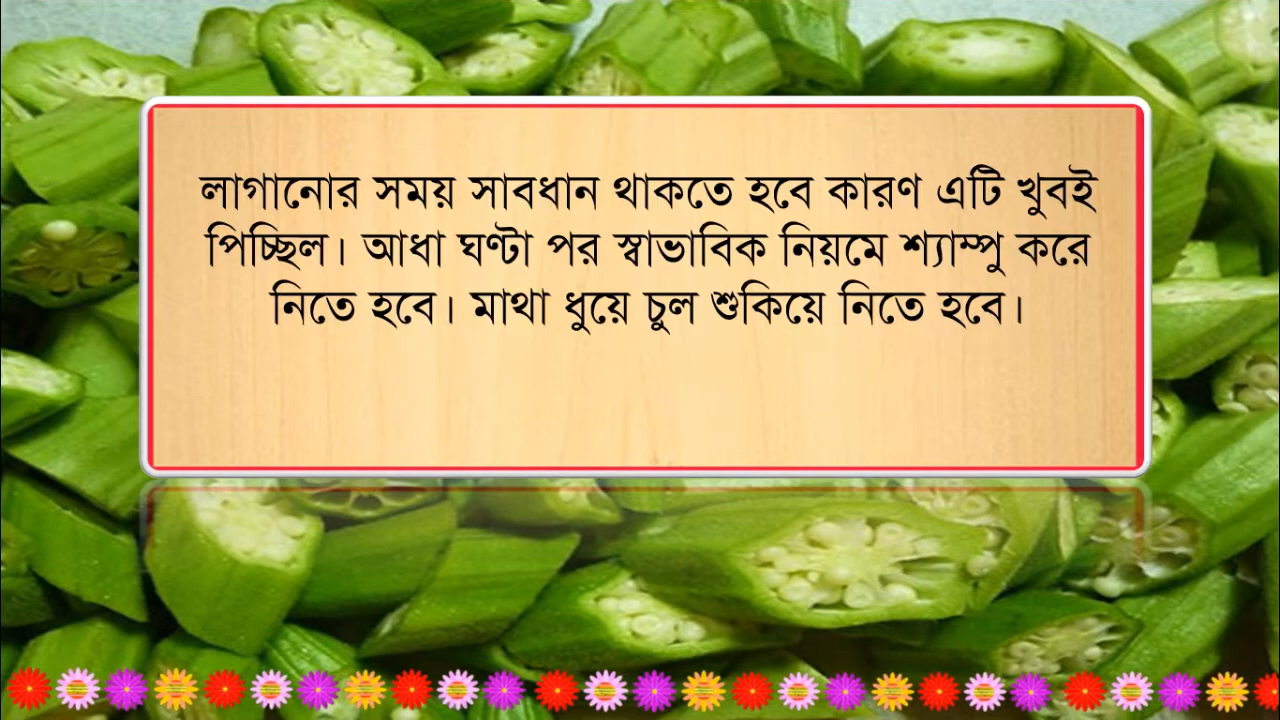 লাগানোর সময় সাবধান থাকতে হবে কারণ এটি খুবই
পিচ্ছিল। আধা ঘণ্টা পর স্বাভাবিক নিয়মে শ্যাম্পু করে
নিতে হবে। মাথা ধুয়ে চুল শুকিয়ে নিতে হবে।